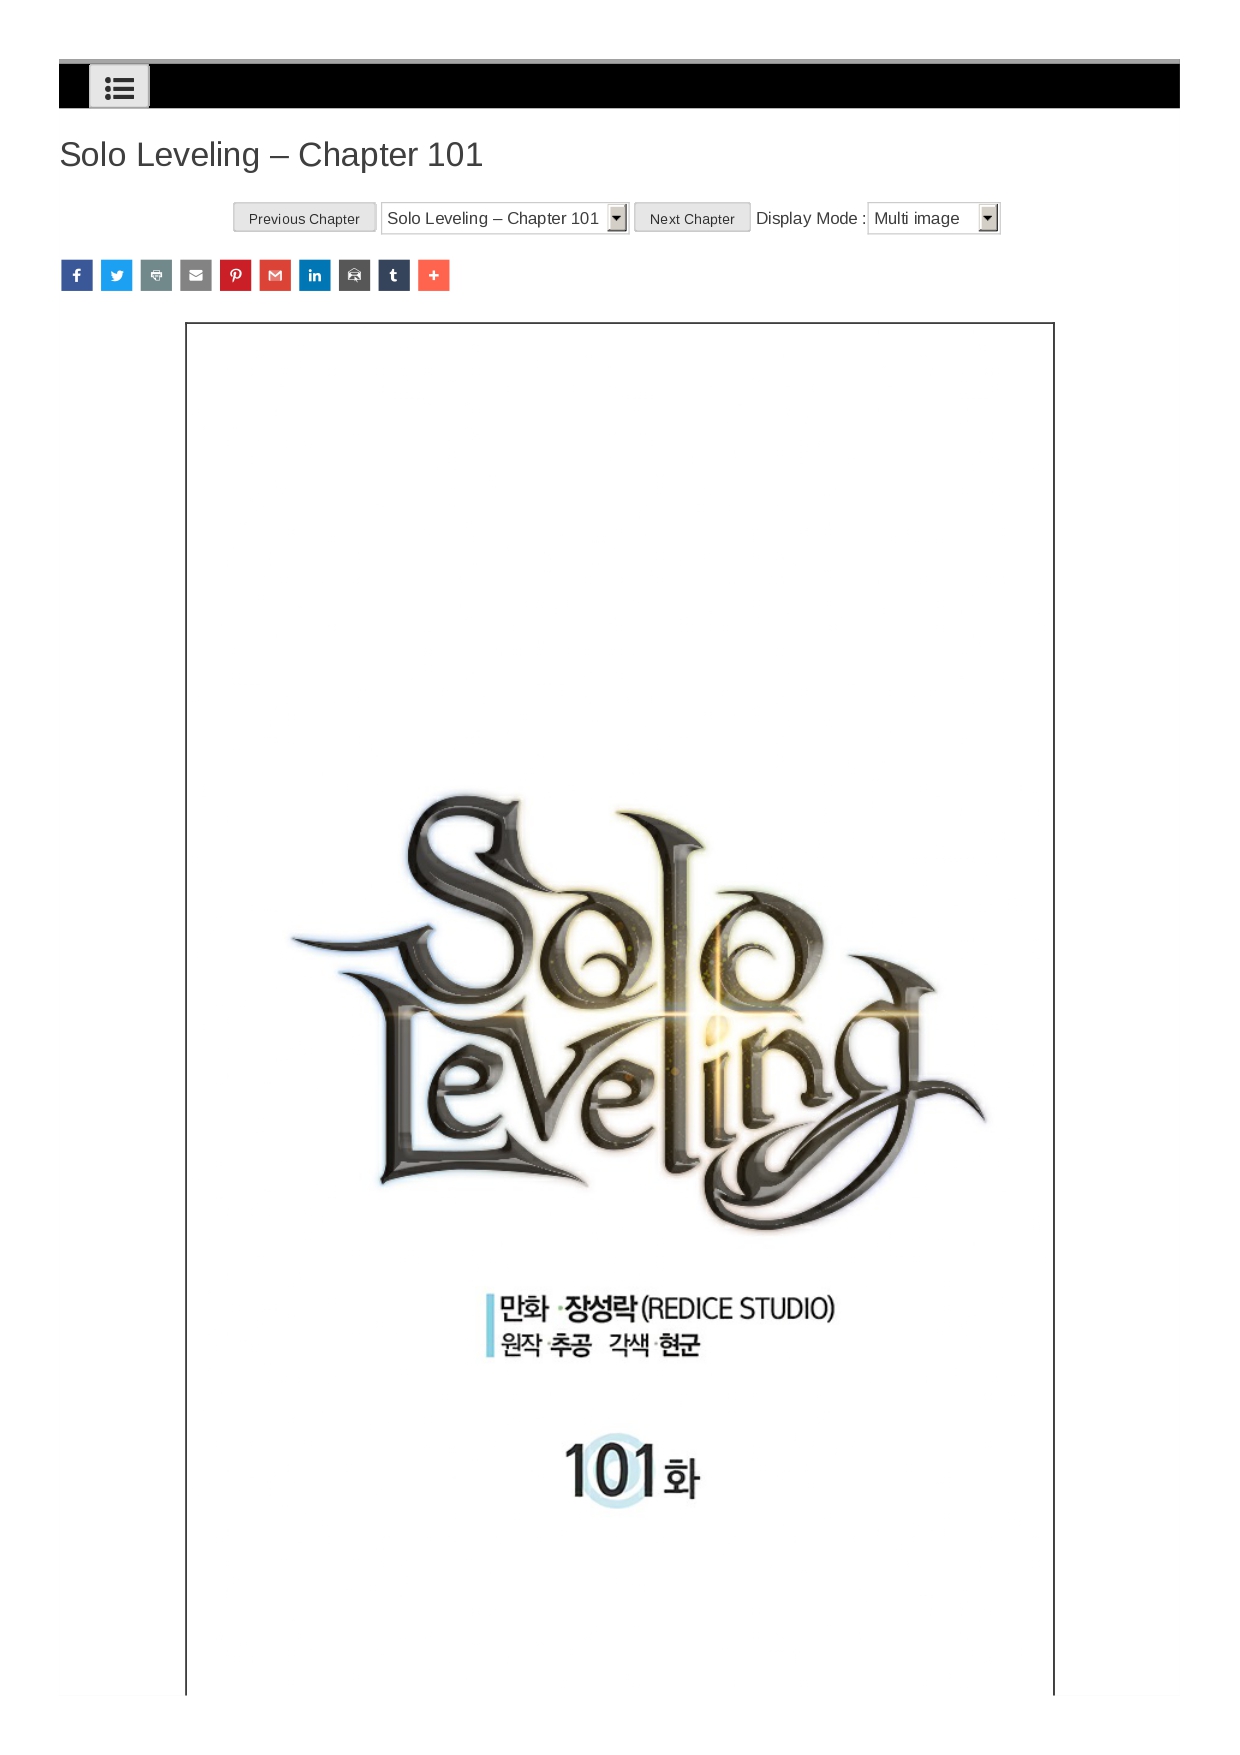 Solo Leveling – Chapter 101
Previous Chapter Solo Leveling – Chapter 101 Next Chapter Display Mode : Multi image
Solo
Leveling
만화·장성락(REDICE STUDIO)
원작·추공 각색·현군
101화